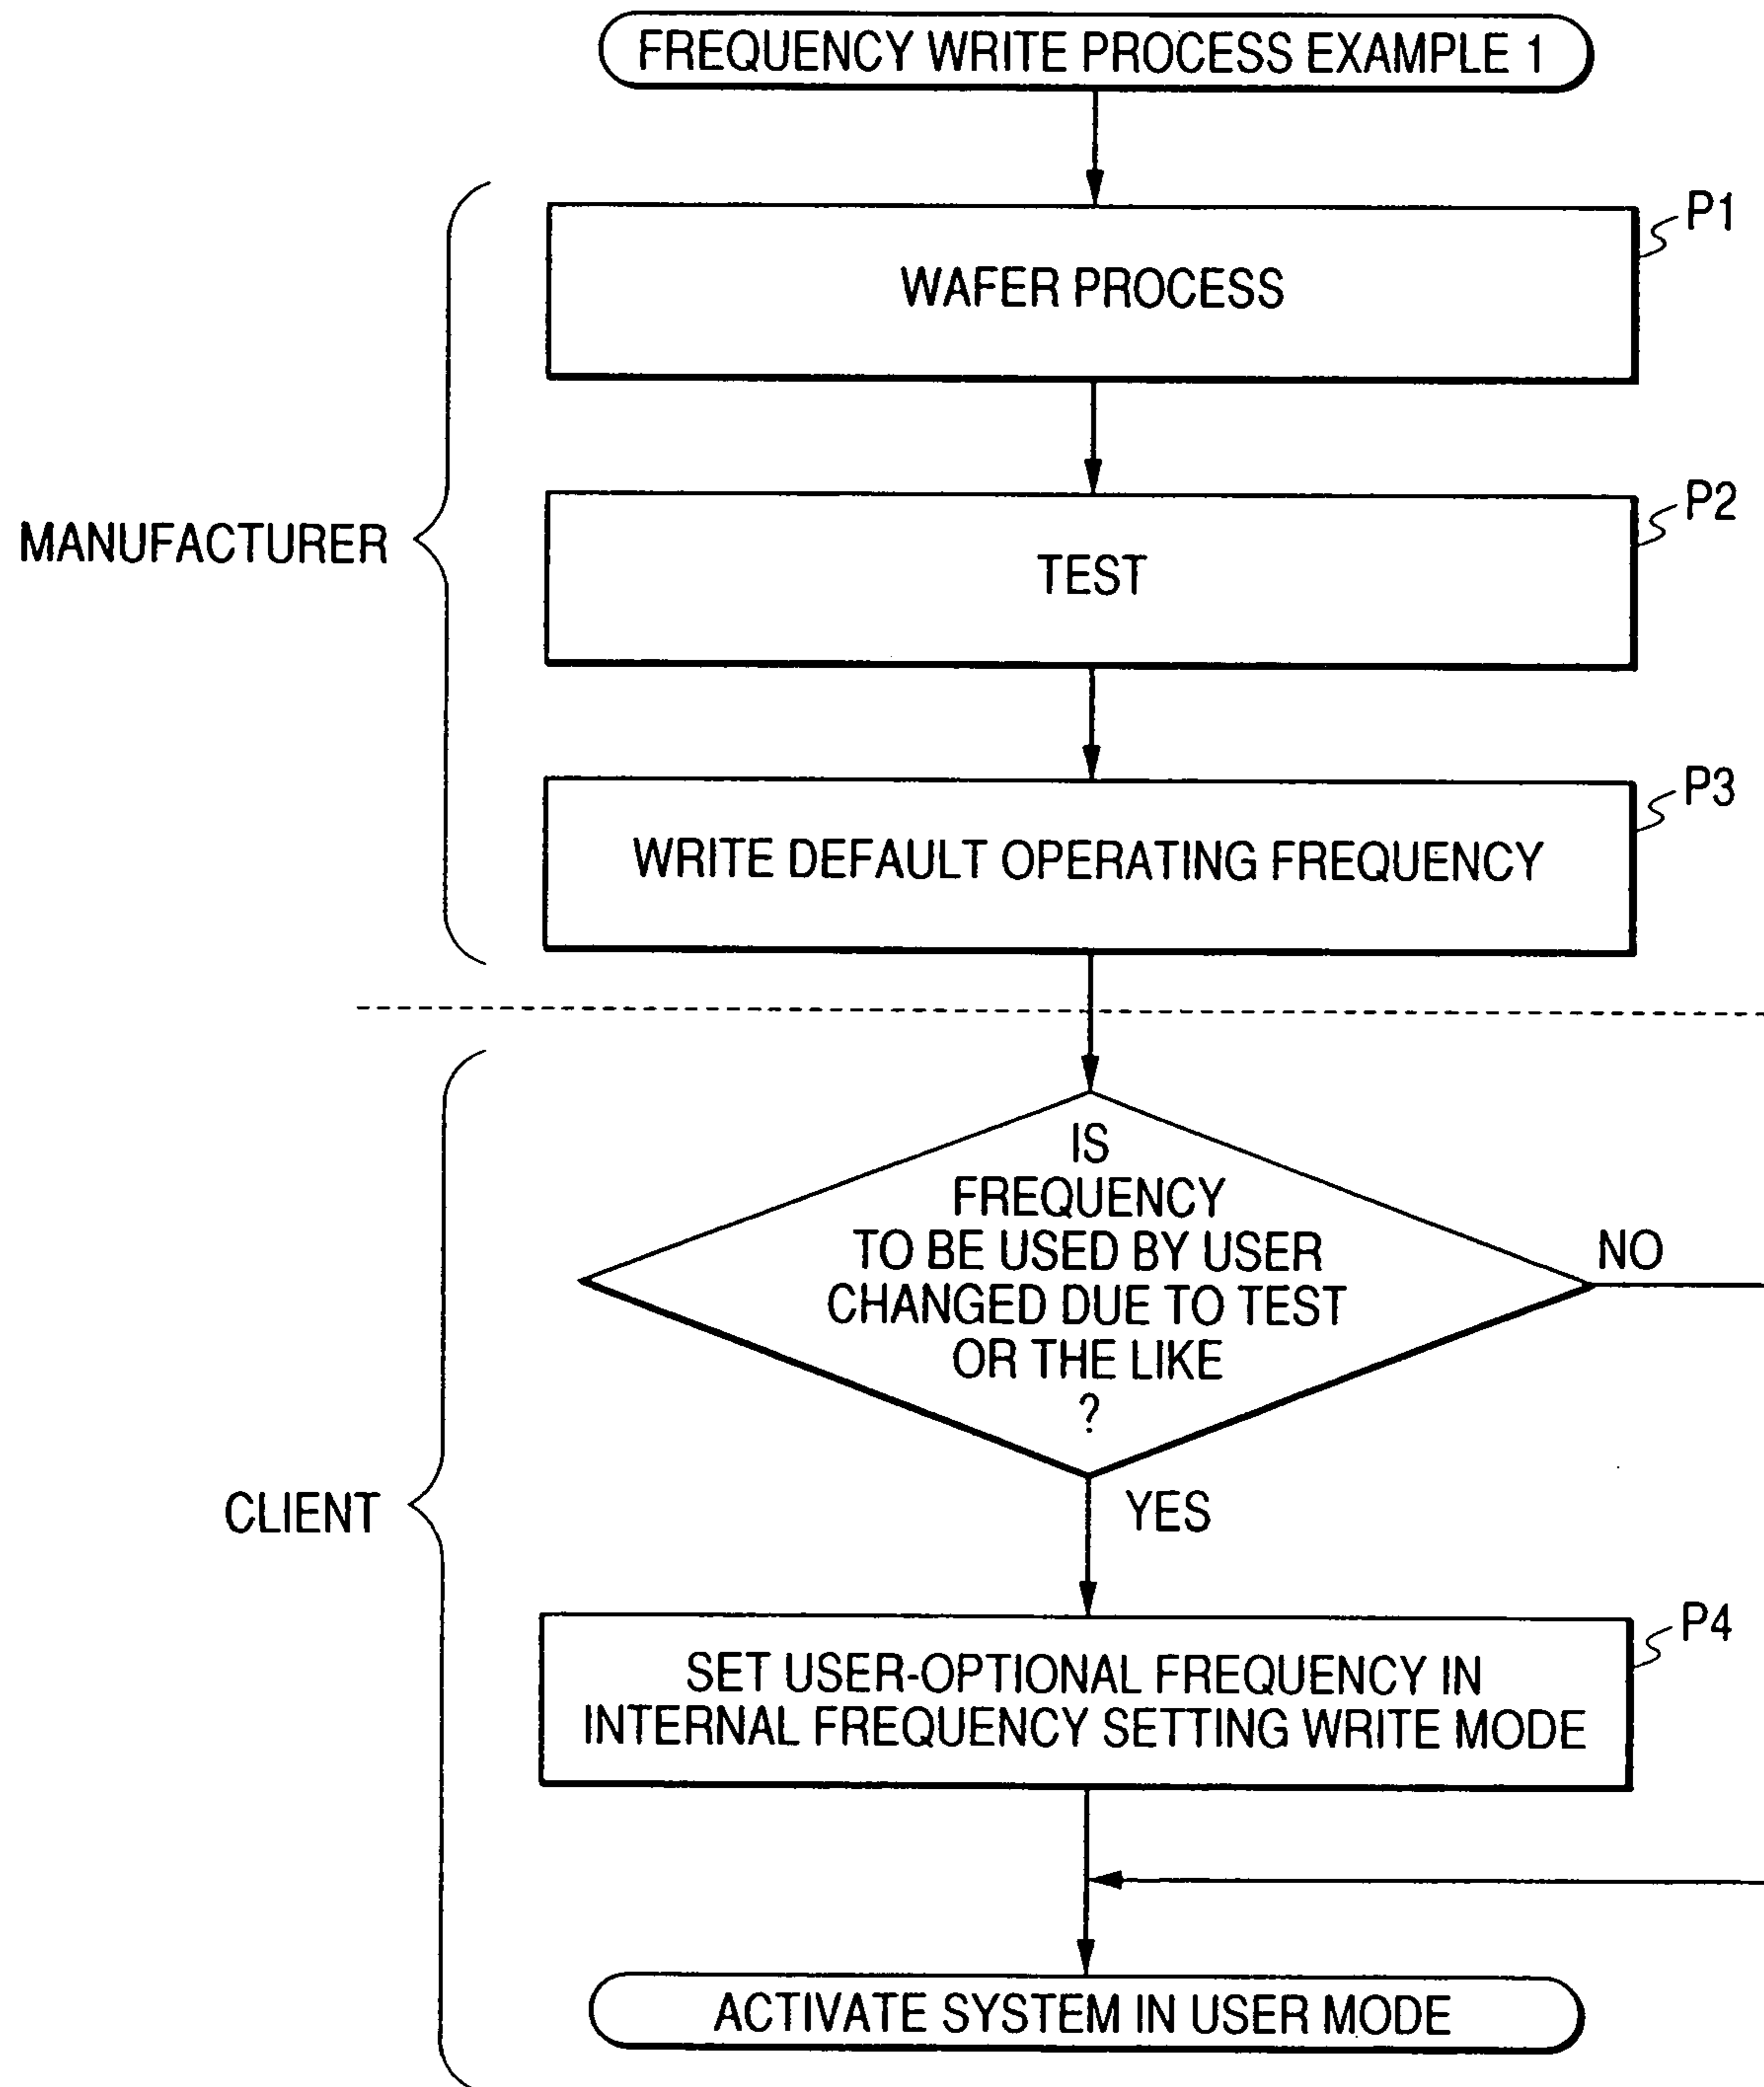 FREQUENCY WRITE PROCESS EXAMPLE 1
P1
WAFER PROCESS
P2
MANUFACTURER
TEST
P3
WRITE DEFAULT OPERATING FREQUENCY
IS
FREQUENCY
TO BE USED BY USER
CHANGED DUE TO TEST
OR THE LIKE
?
NO
CLIENT
YES
P4
SET USER-OPTIONAL FREQUENCY IN
INTERNAL FREQUENCY SETTING WRITE MODE
ACTIVATE SYSTEM IN USER MODE